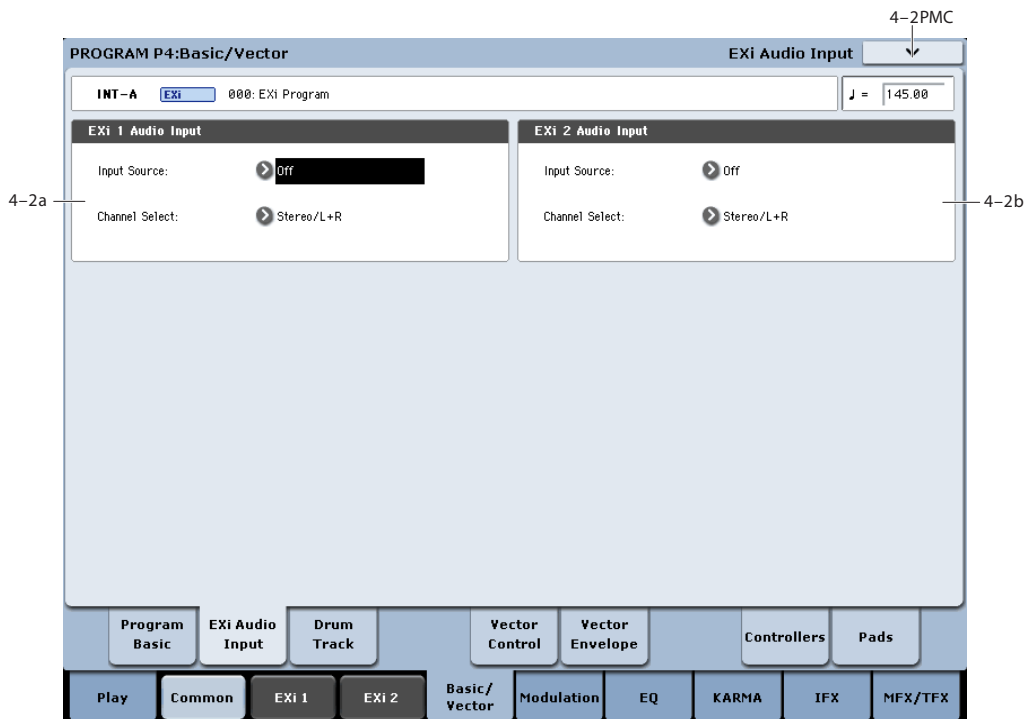 4-2PMC
PROGRAM P4:Basic/Vector
EXi Audio Input
INT-A EXi 000: EXi Program
♩ = 145.00
EXi 1 Audio Input
Input Source: Off
Channel Select: Stereo/L+R
EXi 2 Audio Input
Input Source: Off
Channel Select: Stereo/L+R
4-2a
4-2b
Program
Basic
EXi Audio
Input
Drum
Track
Vector
Control
Vector
Envelope
Controllers
Pads
Play
Common
EXi 1
EXi 2
Basic/
Vector
Modulation
EQ
KARMA
IFX
MFX/TFX